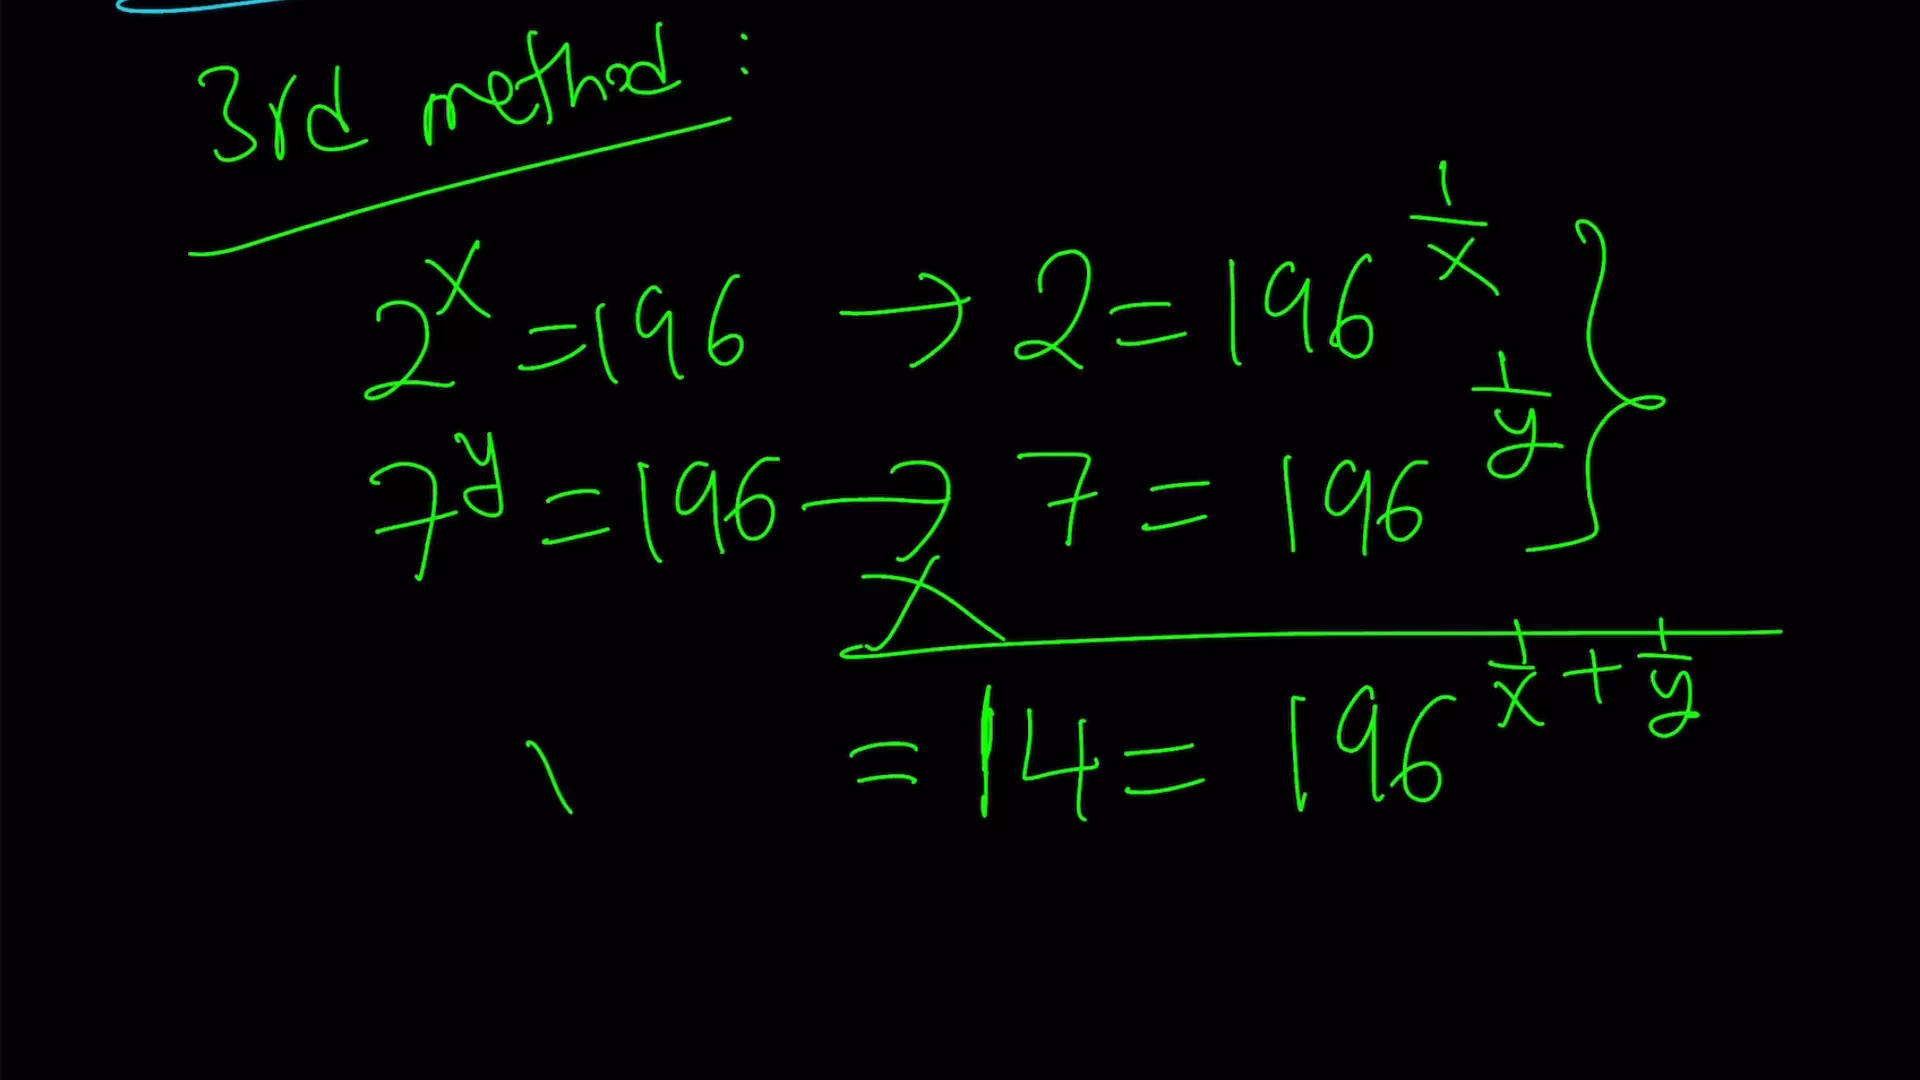 3rd method:
2^x = 196 → 2 = 196^{1/x}
7^y = 196 → 7 = 196^{1/y} }
x
= 14 = 196^{1/x + 1/y}
\